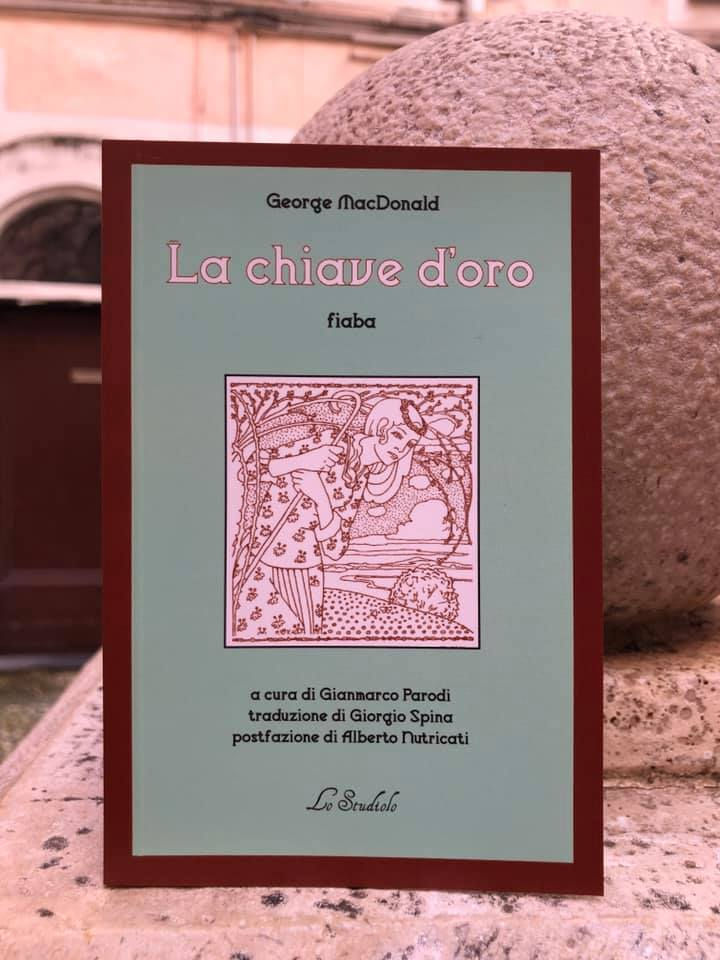 George MacDonald
La chiave d'oro
fiaba
a cura di Gianmarco Parodi
traduzione di Giorgio Spina
postfazione di Alberto Nutricati
Lo Studiolo